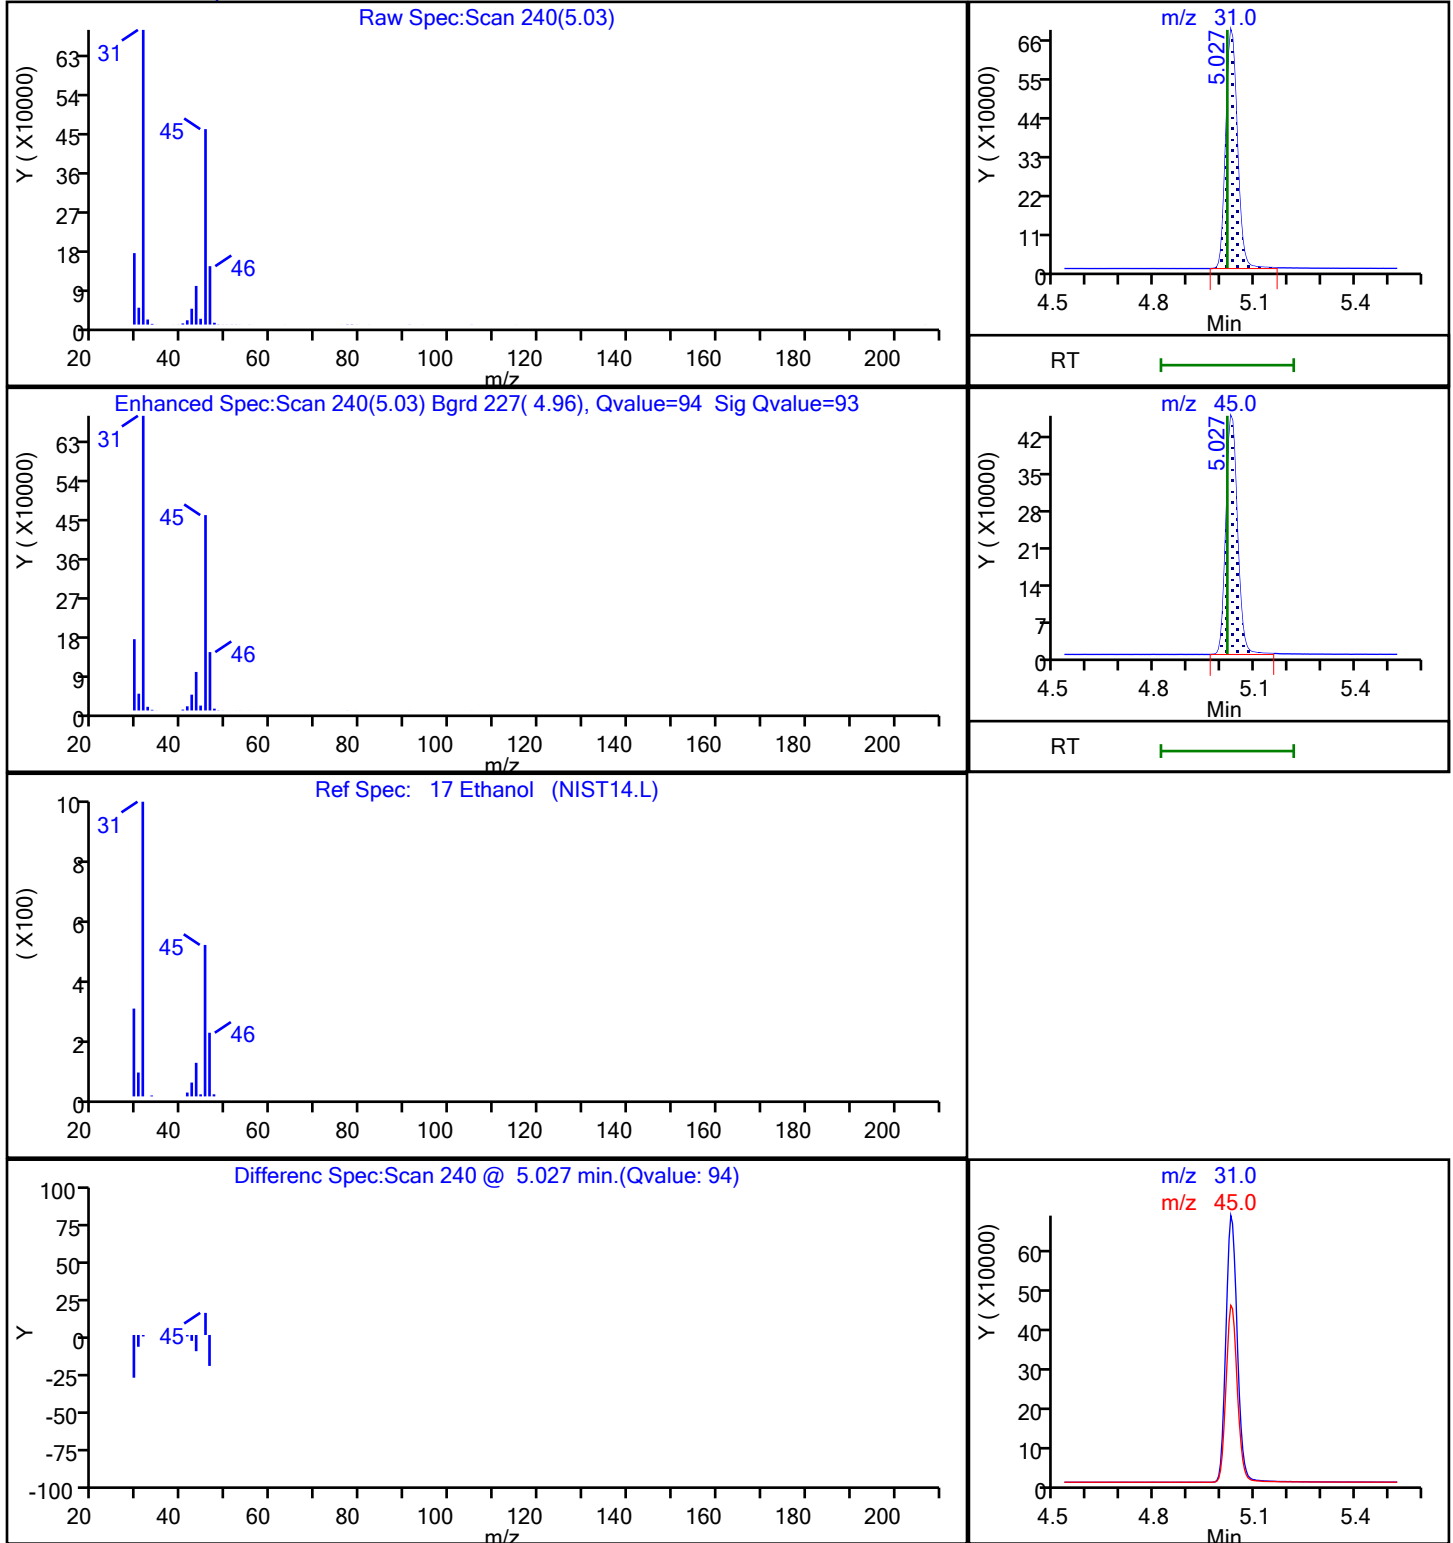 Raw Spec:Scan 240(5.03)
Y ( X10000)
63
54
45
36
27
18
9
0
31
45
46
20 40 60 80 100 120 140 160 180 200
m/z
m/z 31.0
Y ( X10000)
66
55
44
33
22
11
0
5.027
4.5 4.8 5.1 5.4
Min
RT
Enhanced Spec:Scan 240(5.03) Bgrd 227( 4.96), Qvalue=94 Sig Qvalue=93
Y ( X10000)
63
54
45
36
27
18
9
0
31
45
46
20 40 60 80 100 120 140 160 180 200
m/z
m/z 45.0
Y ( X10000)
42
35
28
21
14
7
0
5.027
4.5 4.8 5.1 5.4
Min
RT
Ref Spec: 17 Ethanol (NIST14.L)
( X100)
10
8
6
4
2
0
31
45
46
20 40 60 80 100 120 140 160 180 200
Differenc Spec:Scan 240 @ 5.027 min.(Qvalue: 94)
Y
100
75
50
25
0
-25
-50
-75
-100
45
20 40 60 80 100 120 140 160 180 200
m/z
m/z 31.0
m/z 45.0
Y ( X10000)
60
50
40
30
20
10
0
4.5 4.8 5.1 5.4
Min